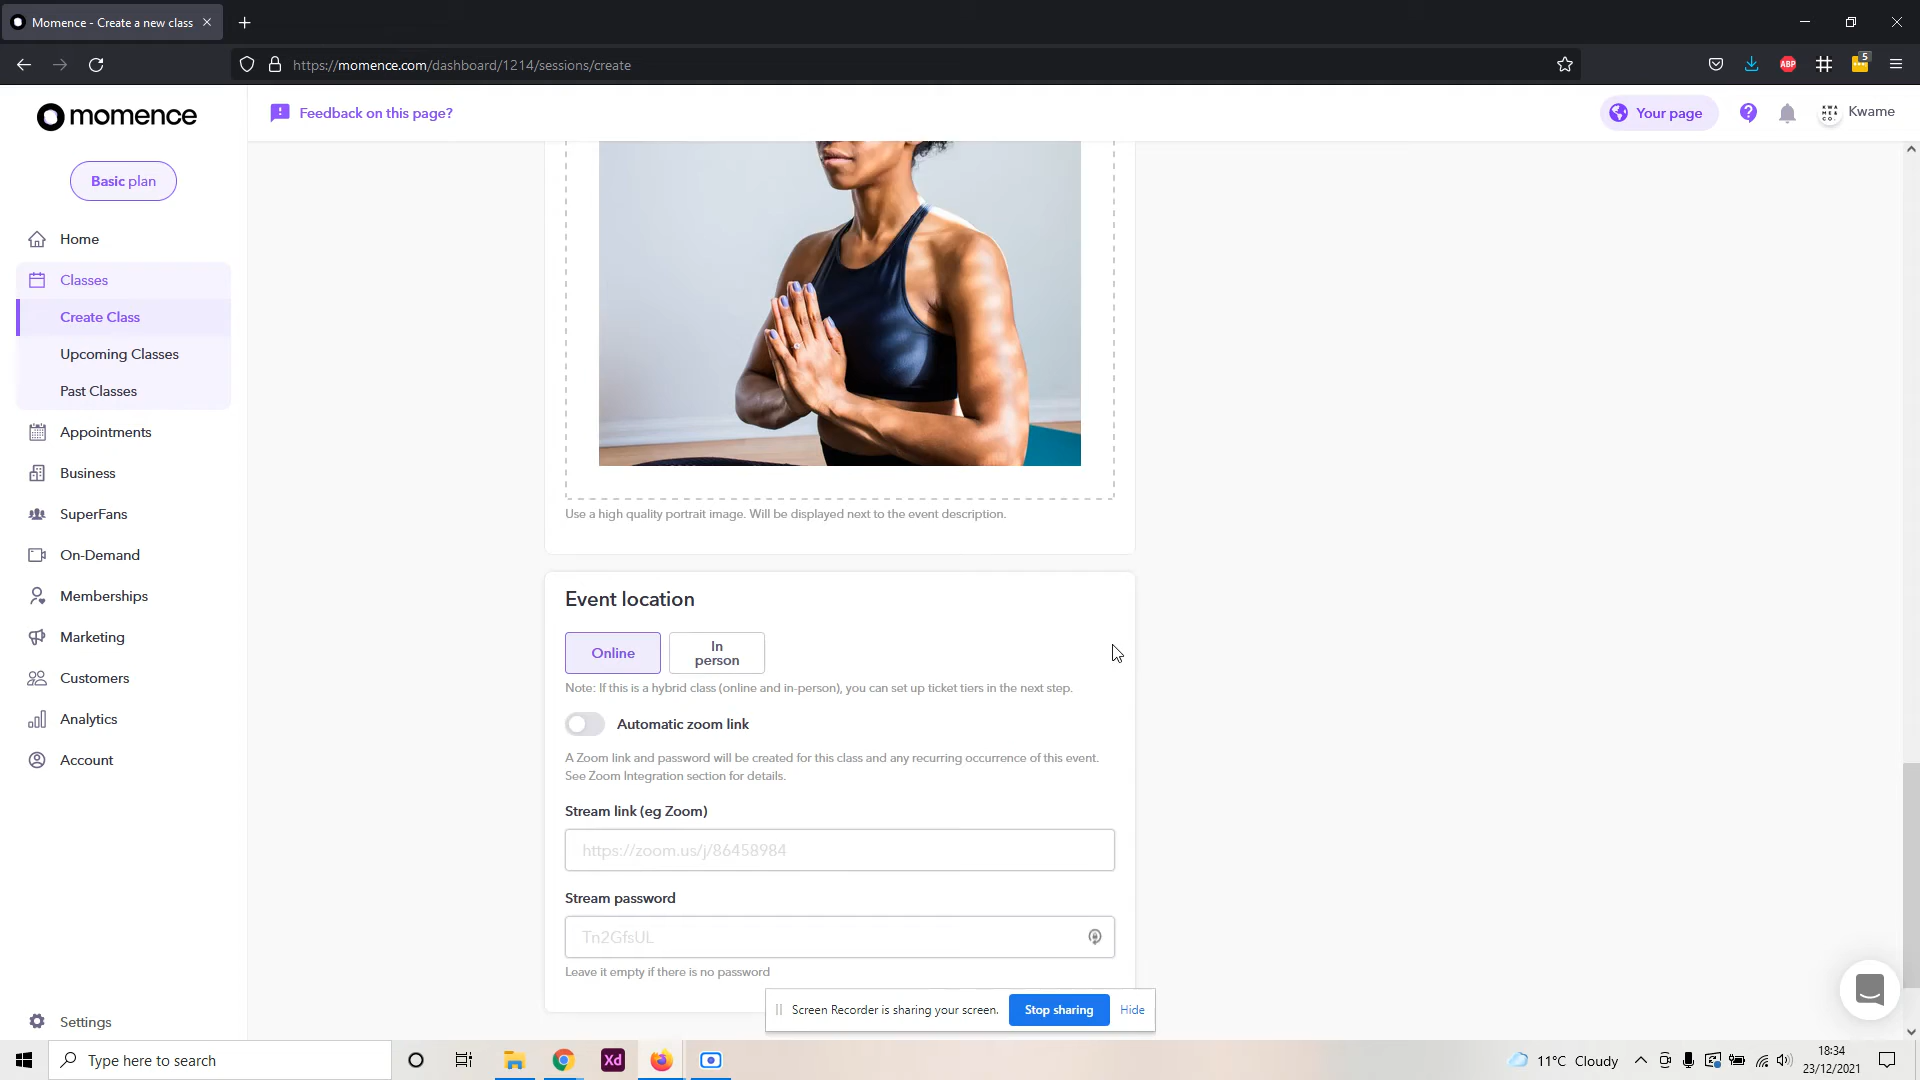 Momence - Create a new class
https://momence.com/dashboard/1214/sessions/create
ABP
5
momence
Feedback on this page?
Your page
KWA
MEA
CO.
Kwame
Basic plan
Home
Classes
Create Class
Upcoming Classes
Past Classes
Appointments
Business
SuperFans
On-Demand
Memberships
Marketing
Customers
Analytics
Account
Settings
Use a high quality portrait image. Will be displayed next to the event description.
Event location
Online
In
person
Note: If this is a hybrid class (online and in-person), you can set up ticket tiers in the next step.
Automatic zoom link
A Zoom link and password will be created for this class and any recurring occurrence of this event.
See Zoom Integration section for details.
Stream link (eg Zoom)
https://zoom.us/j/86458984
Stream password
Tn2GfsUL
Leave it empty if there is no password
Screen Recorder is sharing your screen.
Stop sharing
Hide
Type here to search
Xd
11°C Cloudy
18:34
23/12/2021